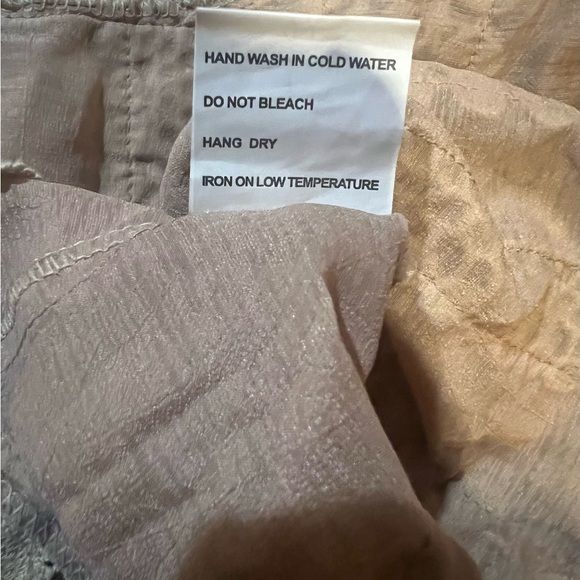 HAND WASH IN COLD WATER
DO NOT BLEACH
HANG DRY
IRON ON LOW TEMPERATURE